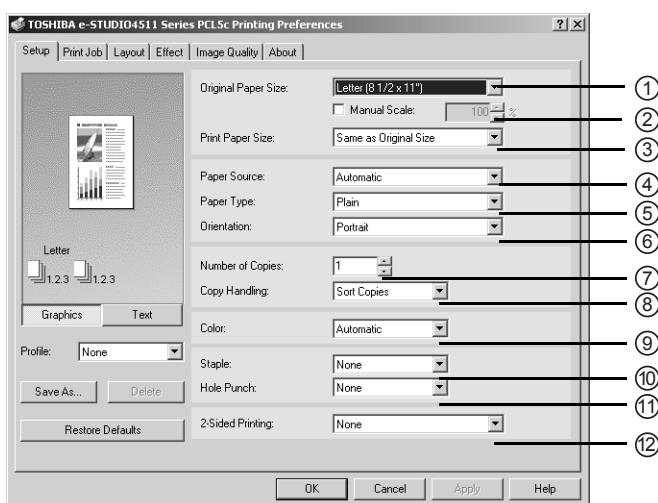 TOSHIBA e-STUDIO4511 Series PCL5c Printing Preferences
Setup Print Job Layout Effect Image Quality About
Original Paper Size: Letter (8 1/2 x 11") ①
Manual Scale: 100 % ②
Print Paper Size: Same as Original Size ③
Paper Source: Automatic ④
Paper Type: Plain ⑤
Orientation: Portrait ⑥
Letter
1.2.3 1.2.3
Number of Copies: 1 ⑦
Copy Handling: Sort Copies ⑧
Graphics Text
Color: Automatic ⑨
Profile: None
Staple: None ⑩
Save As... Delete
Hole Punch: None ⑪
Restore Defaults
2-Sided Printing: None ⑫
OK Cancel Apply Help